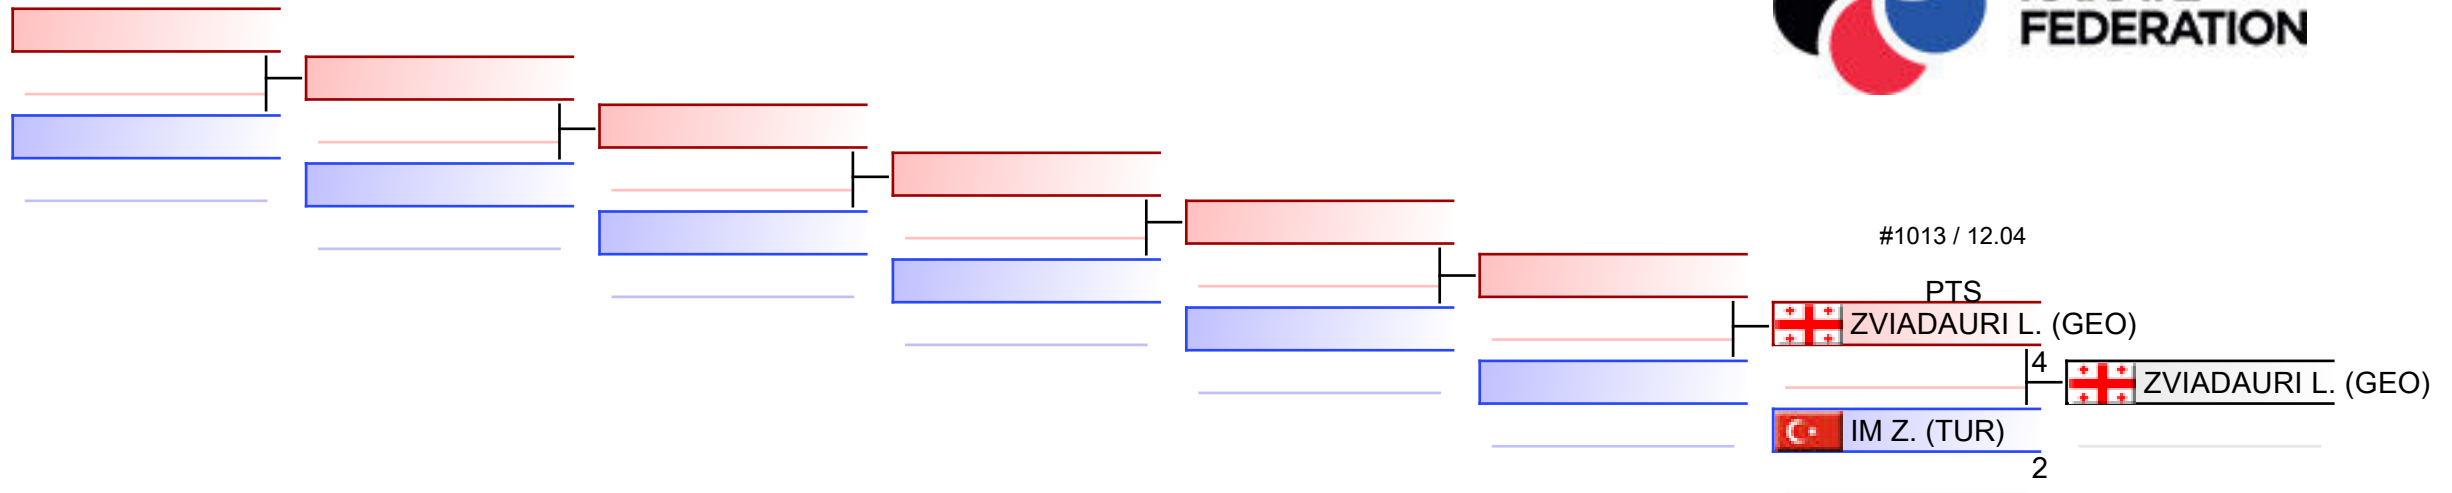 FEDERATION
#1013 / 12.04
PTS
ZVIADAURI L. (GEO)
4
ZVIADAURI L. (GEO)
IM Z. (TUR)
2